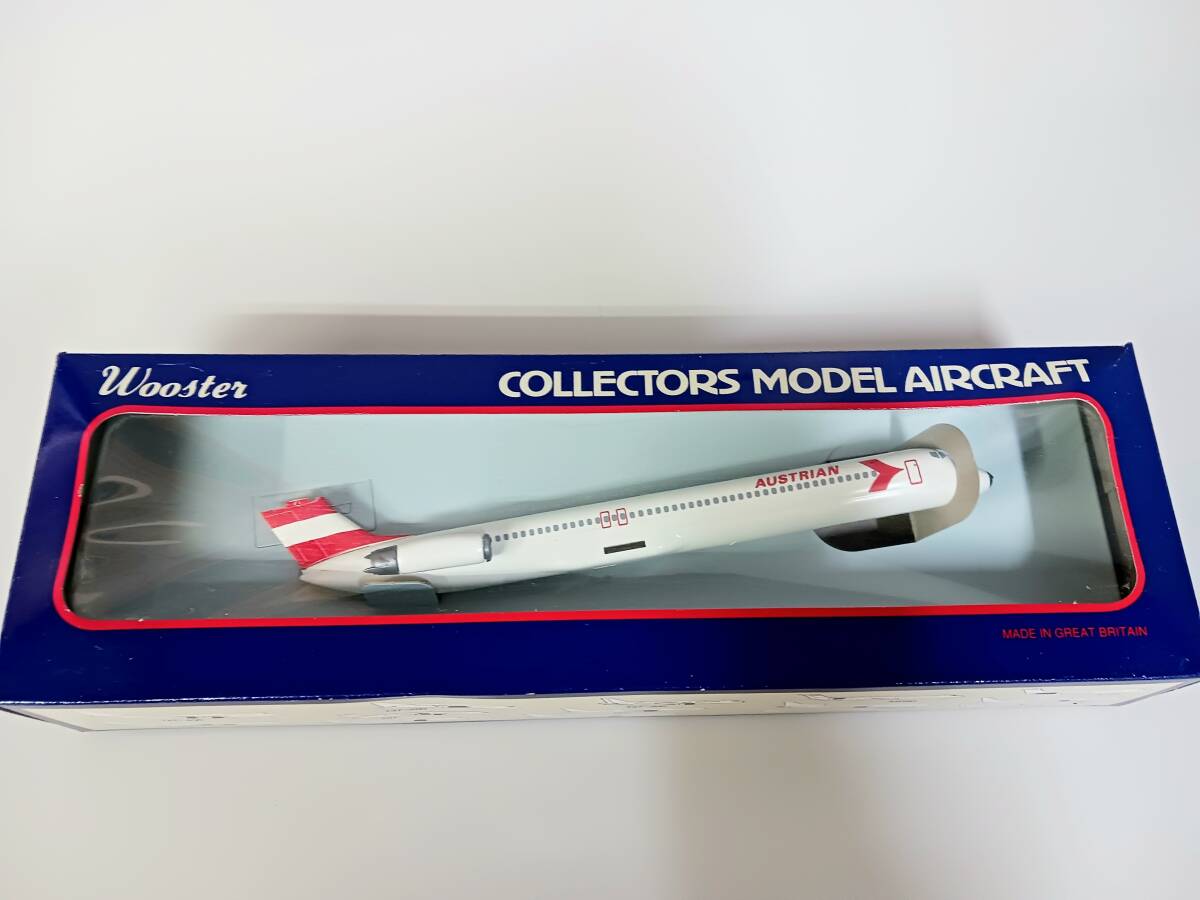 Wooster
COLLECTORS MODEL AIRCRAFT
AUSTRIAN
MADE IN GREAT BRITAIN